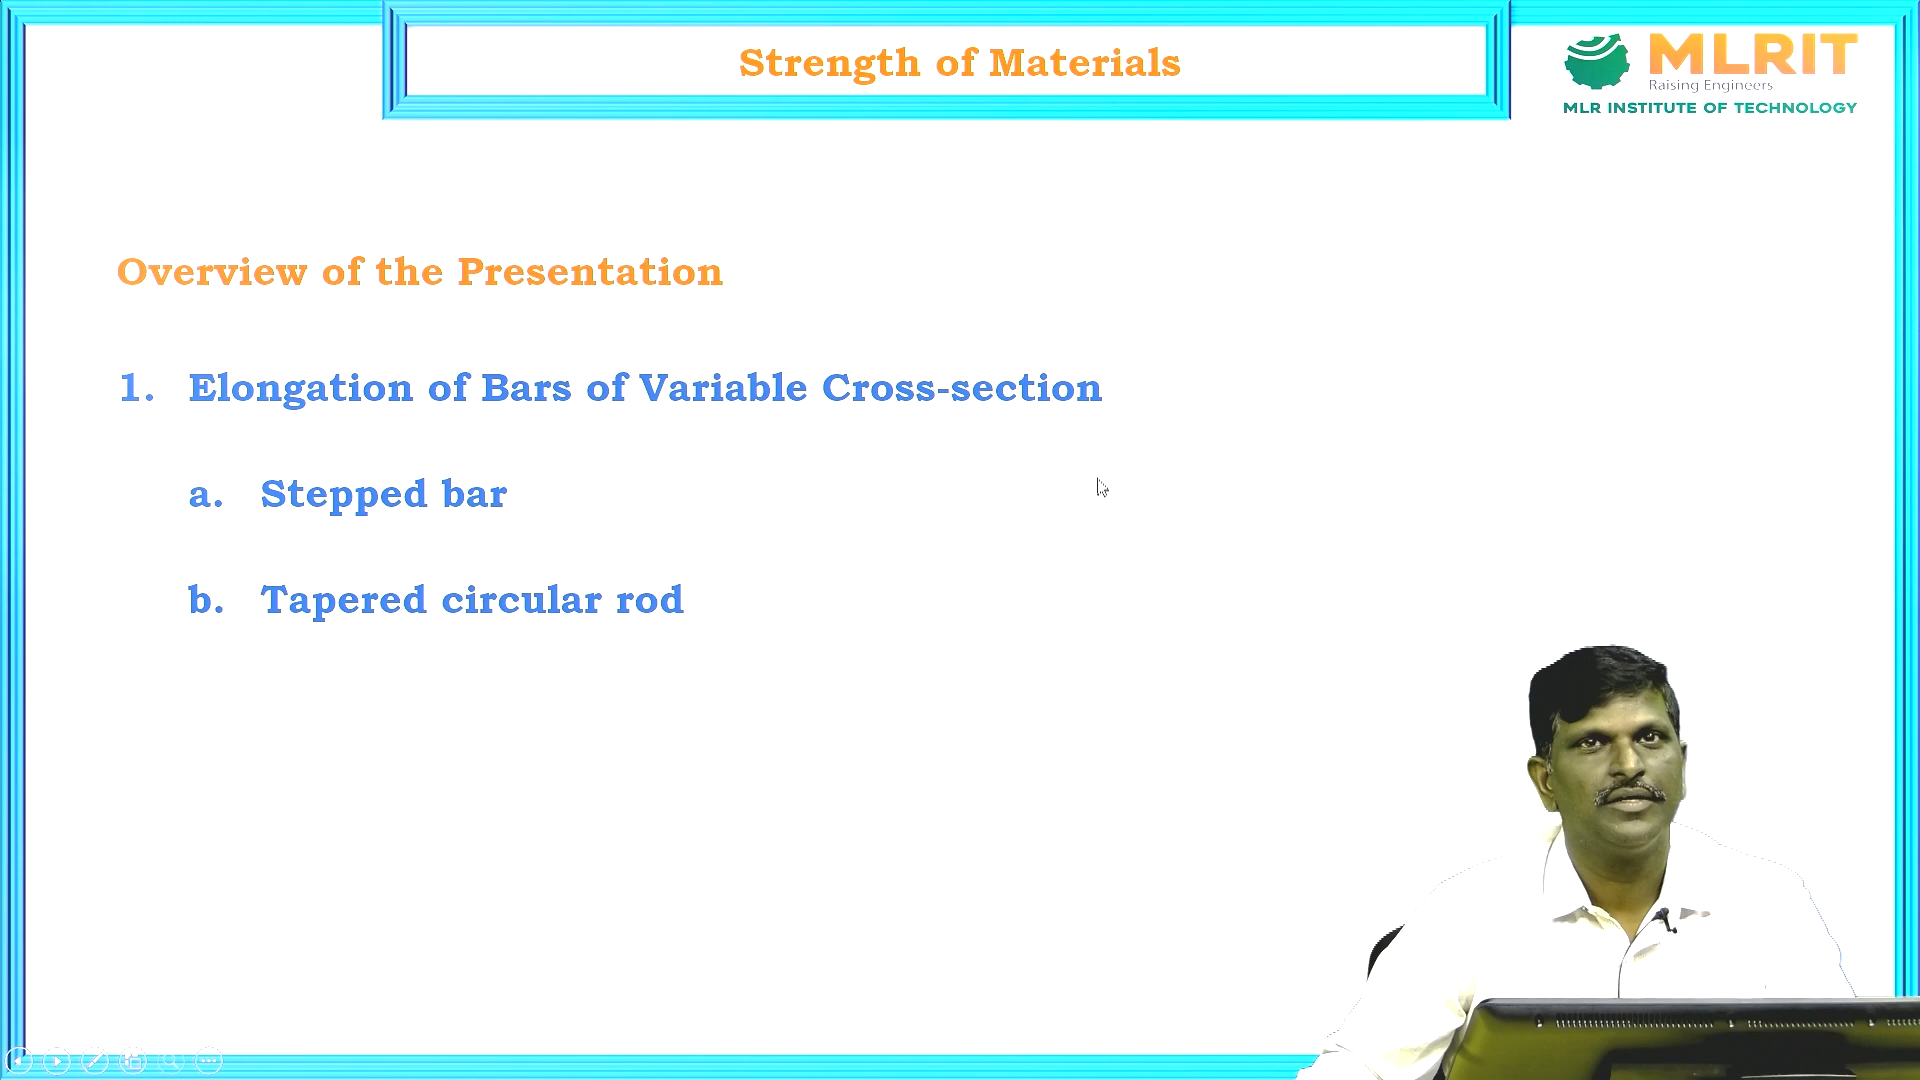 Strength of Materials
MLRIT
Raising Engineers
MLR INSTITUTE OF TECHNOLOGY
Overview of the Presentation
1. Elongation of Bars of Variable Cross-section
a. Stepped bar
b. Tapered circular rod